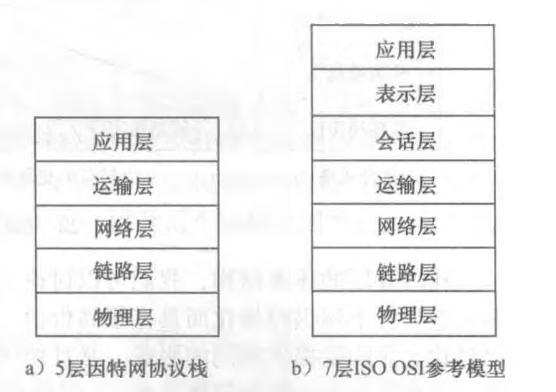 应用层
运输层
网络层
链路层
物理层
a）5层因特网协议栈
应用层
表示层
会话层
运输层
网络层
链路层
物理层
b）7层ISO OSI参考模型